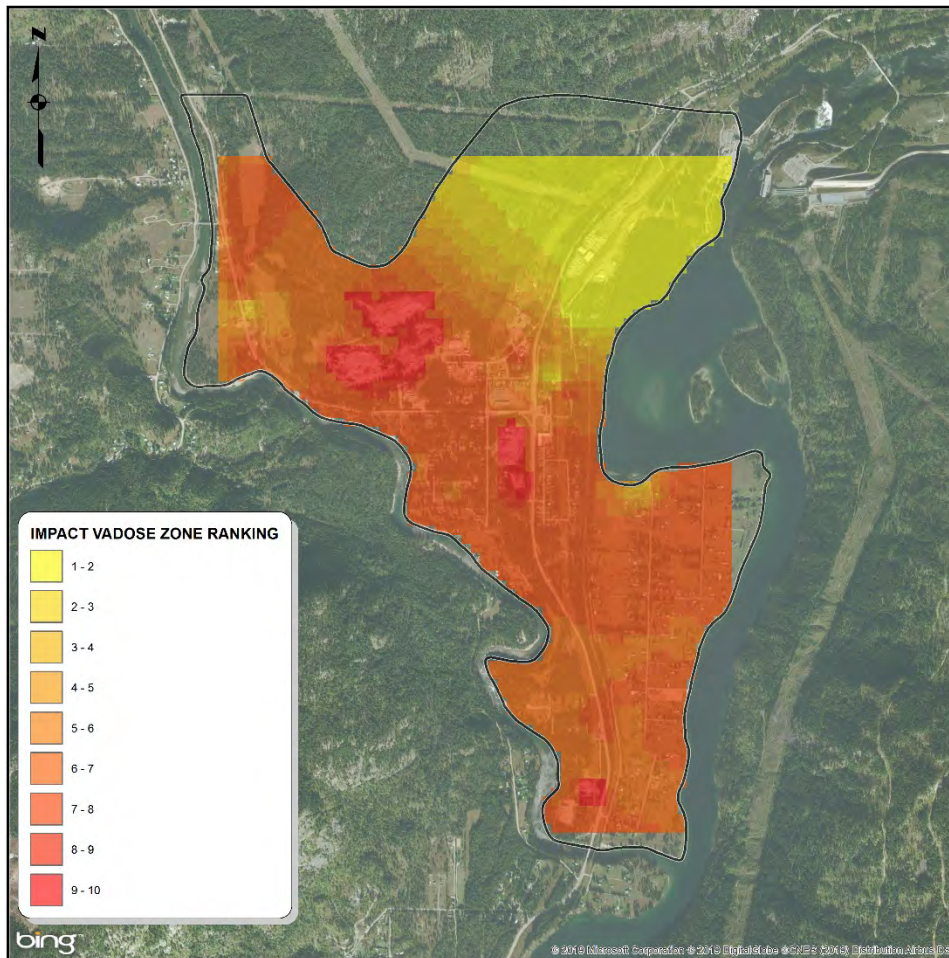 N
IMPACT VADOSE ZONE RANKING
1 - 2
2 - 3
3 - 4
4 - 5
5 - 6
6 - 7
7 - 8
8 - 9
9 - 10
bing
© 2019 Microsoft Corporation © 2019 DigitalGlobe ©CNES (2019) Distribution Airbus DS